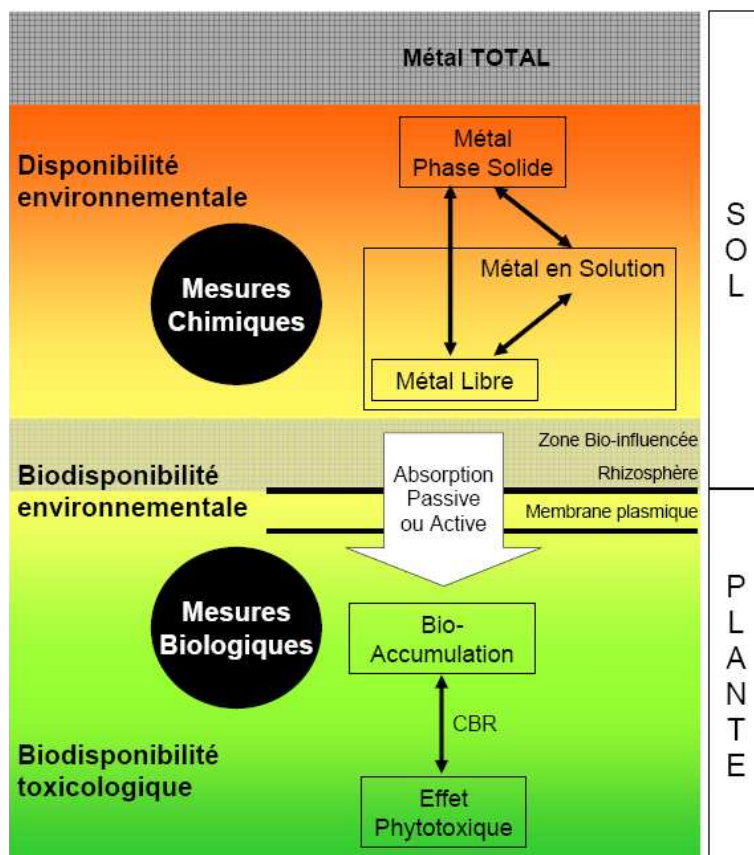 Métal TOTAL
Disponibilité
environnementale
Métal
Phase Solide
Mesures
Chimiques
Métal en Solution
Métal Libre
S
O
L
Zone Bio-influencée
Rhizosphère
Biodisponibilité
environnementale
Absorption
Passive
ou Active
Membrane plasmique
Mesures
Biologiques
Bio-
Accumulation
CBR
Biodisponibilité
toxicologique
Effet
Phytotoxique
P
L
A
N
T
E